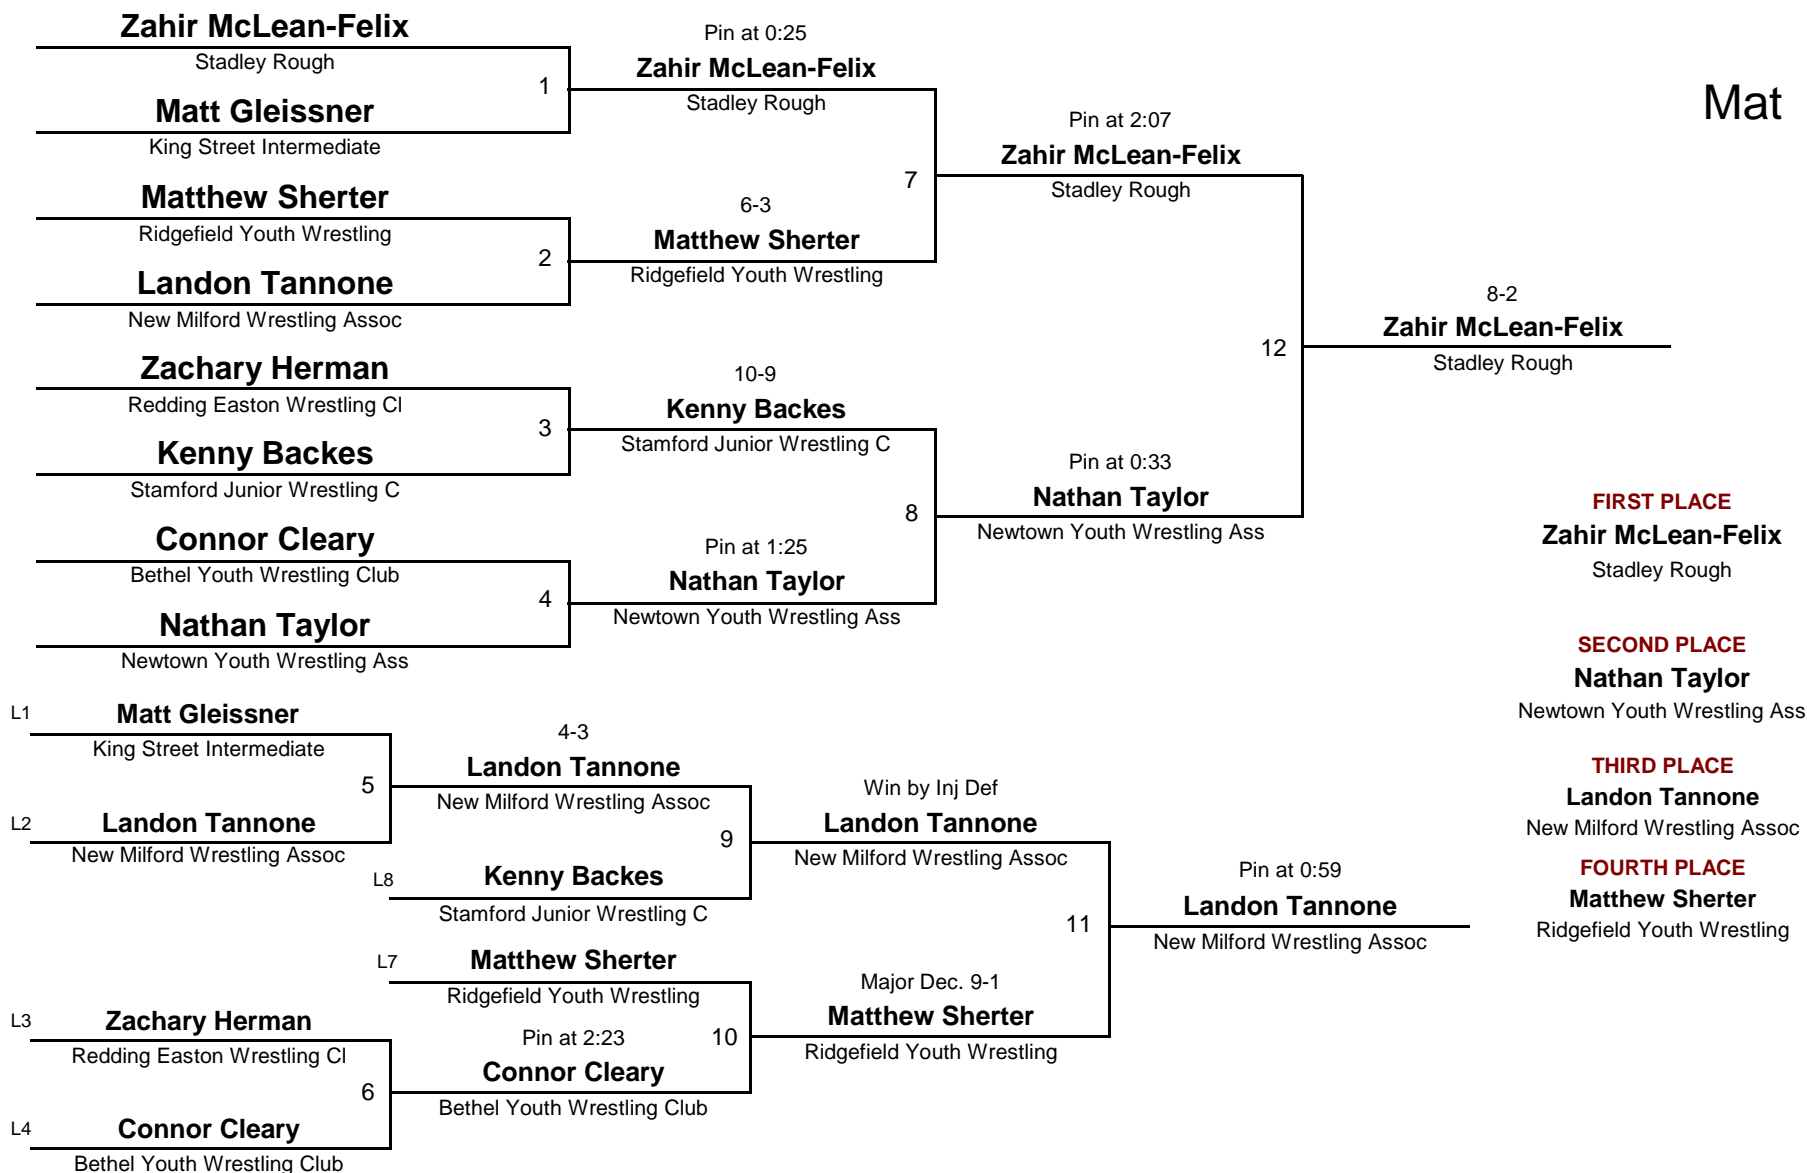 Zahir McLean-Felix
Stadley Rough
1
Matt Gleissner
King Street Intermediate
Matthew Sherter
Ridgefield Youth Wrestling
2
Landon Tannone
New Milford Wrestling Assoc
Zachary Herman
Redding Easton Wrestling Cl
3
Kenny Backes
Stamford Junior Wrestling C
Connor Cleary
Bethel Youth Wrestling Club
4
Nathan Taylor
Newtown Youth Wrestling Ass
Pin at 0:25
Zahir McLean-Felix
Stadley Rough
7
6-3
Matthew Sherter
Ridgefield Youth Wrestling
10-9
Kenny Backes
Stamford Junior Wrestling C
8
Pin at 1:25
Nathan Taylor
Newtown Youth Wrestling Ass
Pin at 2:07
Zahir McLean-Felix
Stadley Rough
12
Pin at 0:33
Nathan Taylor
Newtown Youth Wrestling Ass
Mat
8-2
Zahir McLean-Felix
Stadley Rough
FIRST PLACE
Zahir McLean-Felix
Stadley Rough
SECOND PLACE
Nathan Taylor
Newtown Youth Wrestling Ass
THIRD PLACE
Landon Tannone
New Milford Wrestling Assoc
FOURTH PLACE
Matthew Sherter
Ridgefield Youth Wrestling
L1
Matt Gleissner
King Street Intermediate
5
L2
Landon Tannone
New Milford Wrestling Assoc
4-3
Landon Tannone
New Milford Wrestling Assoc
9
L8
Kenny Backes
Stamford Junior Wrestling C
L7
Matthew Sherter
Ridgefield Youth Wrestling
10
L3
Zachary Herman
Redding Easton Wrestling Cl
6
L4
Connor Cleary
Bethel Youth Wrestling Club
Pin at 2:23
Connor Cleary
Bethel Youth Wrestling Club
Win by Inj Def
Landon Tannone
New Milford Wrestling Assoc
11
Major Dec. 9-1
Matthew Sherter
Ridgefield Youth Wrestling
Pin at 0:59
Landon Tannone
New Milford Wrestling Assoc